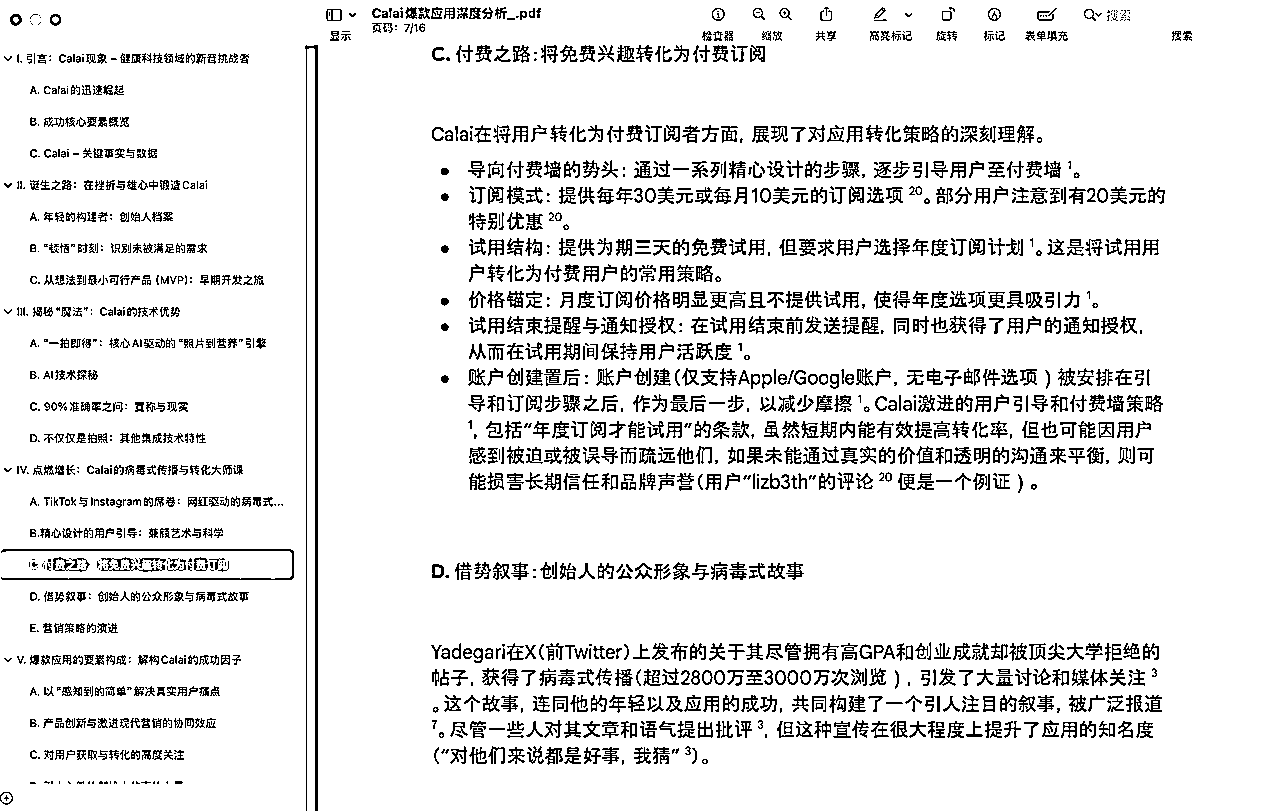 Calai爆款应用深度分析_.pdf
页码: 7/16
显示
检查器
缩放
共享
高亮标记
旋转
标记
表单填充
搜索
搜索
I. 引言：Calai现象 – 健康科技领域的新晋挑战者
A. Calai的迅速崛起
B. 成功核心要素概览
C. Calai – 关键事实与数据
II. 诞生之路：在挫折与雄心中锻造Calai
A. 年轻的构建者：创始人档案
B. “顿悟”时刻：识别未被满足的需求
C. 从想法到最小可行产品 (MVP)：早期开发之旅
III. 揭秘“魔法”：Calai的技术优势
A. “一拍即得”：核心AI驱动的“照片到营养”引擎
B. AI技术探秘
C. 90%准确率之问：宣称与现实
D. 不仅仅是拍照：其他集成技术特性
IV. 点燃增长：Calai的病毒式传播与转化大师课
A. TikTok与Instagram的席卷：网红驱动的病毒式...
B.精心设计的用户引导：兼顾艺术与科学
C. 付费之路：将免费兴趣转化为付费订阅
D. 借势叙事：创始人的公众形象与病毒式故事
E. 营销策略的演进
V. 爆款应用的要素构成：解构Calai的成功因子
A. 以“感知到的简单”解决真实用户痛点
B. 产品创新与激进现代营销的协同效应
C. 对用户获取与转化的高度关注
C. 付费之路：将免费兴趣转化为付费订阅
Calai在将用户转化为付费订阅者方面，展现了对应用转化策略的深刻理解。
● 导向付费墙的势头：通过一系列精心设计的步骤，逐步引导用户至付费墙 1。
● 订阅模式：提供每年30美元或每月10美元的订阅选项 20。部分用户注意到有20美元的
特别优惠 20。
● 试用结构：提供为期三天的免费试用，但要求用户选择年度订阅计划 1。这是将试用用
户转化为付费用户的常用策略。
● 价格锚定：月度订阅价格明显更高且不提供试用，使得年度选项更具吸引力 1。
● 试用结束提醒与通知授权：在试用结束前发送提醒，同时也获得了用户的通知授权，
从而在试用期间保持用户活跃度 1。
● 账户创建置后：账户创建（仅支持Apple/Google账户，无电子邮件选项）被安排在引
导和订阅步骤之后，作为最后一步，以减少摩擦 1。Calai激进的用户引导和付费墙策略
1，包括“年度订阅才能试用”的条款，虽然短期内能有效提高转化率，但也可能因用户
感到被迫或被误导而疏远他们，如果未能通过真实的价值和透明的沟通来平衡，则可
能损害长期信任和品牌声誉（用户“lizb3th”的评论 20 便是一个例证）。
D. 借势叙事：创始人的公众形象与病毒式故事
Yadegari在X（前Twitter）上发布的关于其尽管拥有高GPA和创业成就却被顶尖大学拒绝的
帖子，获得了病毒式传播（超过2800万至3000万次浏览），引发了大量讨论和媒体关注 3
。这个故事，连同他的年轻以及应用的成功，共同构建了一个引人注目的叙事，被广泛报道
7。尽管一些人对其文章和语气提出批评 3，但这种宣传在很大程度上提升了应用的知名度
（“对他们来说都是好事，我猜” 3）。